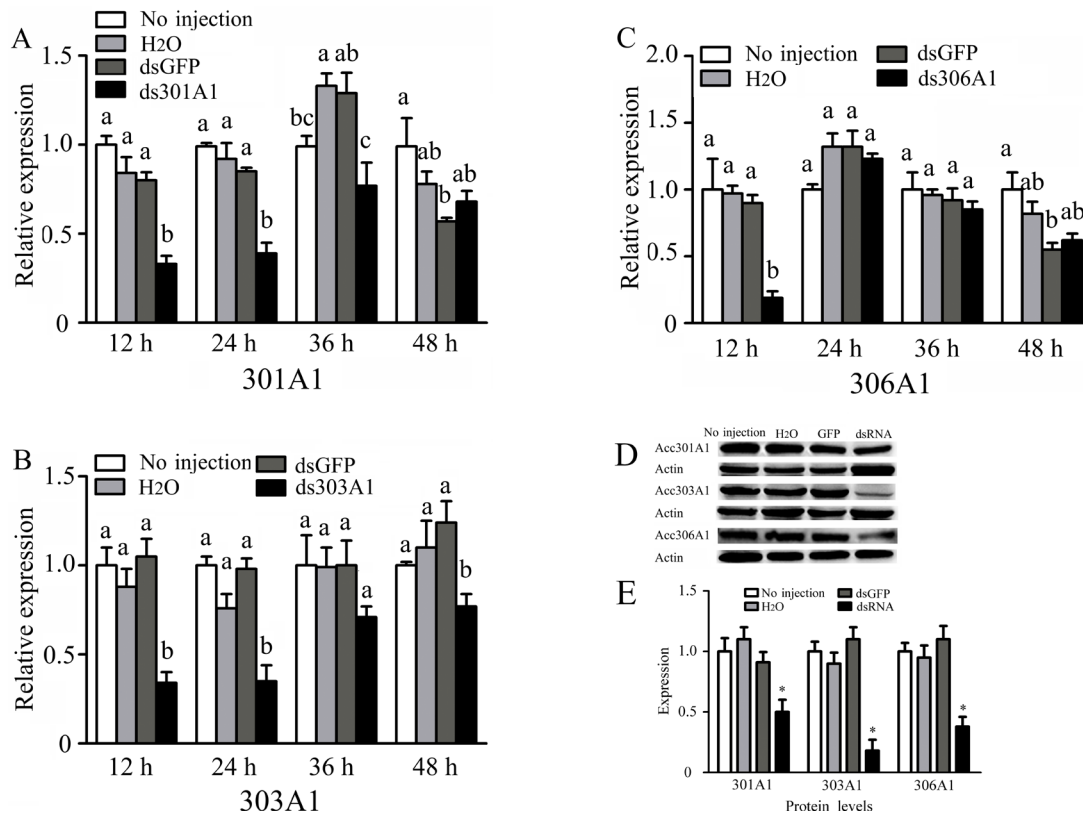 A
No injection
H2O
dsGFP
ds301A1
Relative expression
1.5
1.0
0.5
0
a a a b
a a a b
bc a ab c
a ab b ab
12 h 24 h 36 h 48 h
301A1
B
No injection
H2O
dsGFP
ds303A1
Relative expression
1.5
1.0
0.5
0
a a a b
a a a b
a a a a
a a a b
12 h 24 h 36 h 48 h
303A1
C
No injection
H2O
dsGFP
ds306A1
Relative expression
2.0
1.5
1.0
0.5
0
a a a b
a a a a
a a a a
a ab b ab
12 h 24 h 36 h 48 h
306A1
D
No injection H2O GFP dsRNA
Acc301A1
Actin
Acc303A1
Actin
Acc306A1
Actin
E
No injection
H2O
dsGFP
dsRNA
Expression
1.5
1.0
0.5
0
* * *
301A1 303A1 306A1
Protein levels